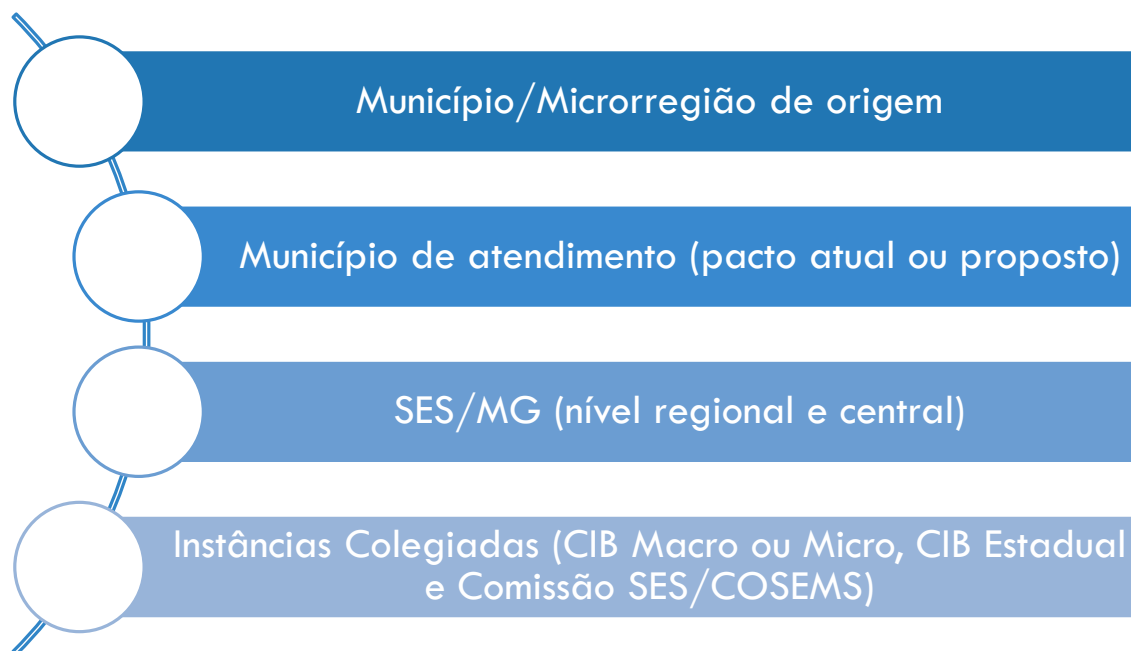 Município/Microrregião de origem
Município de atendimento (pacto atual ou proposto)
SES/MG (nível regional e central)
Instâncias Colegiadas (CIB Macro ou Micro, CIB Estadual
e Comissão SES/COSEMS)